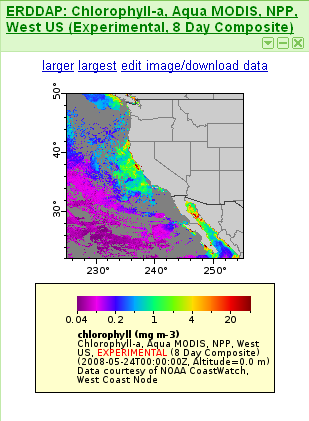 ERDDAP: Chlorophyll-a, Aqua MODIS, NPP,
West US (Experimental, 8 Day Composite)
larger largest edit image/download data
50°
40°
30°
230° 240° 250°
0.04 0.2 1 4 20
chlorophyll (mg m-3)
Chlorophyll-a, Aqua MODIS, NPP, West
US, EXPERIMENTAL (8 Day Composite)
(2008-05-24T00:00:00Z, Altitude=0.0 m)
Data courtesy of NOAA CoastWatch,
West Coast Node